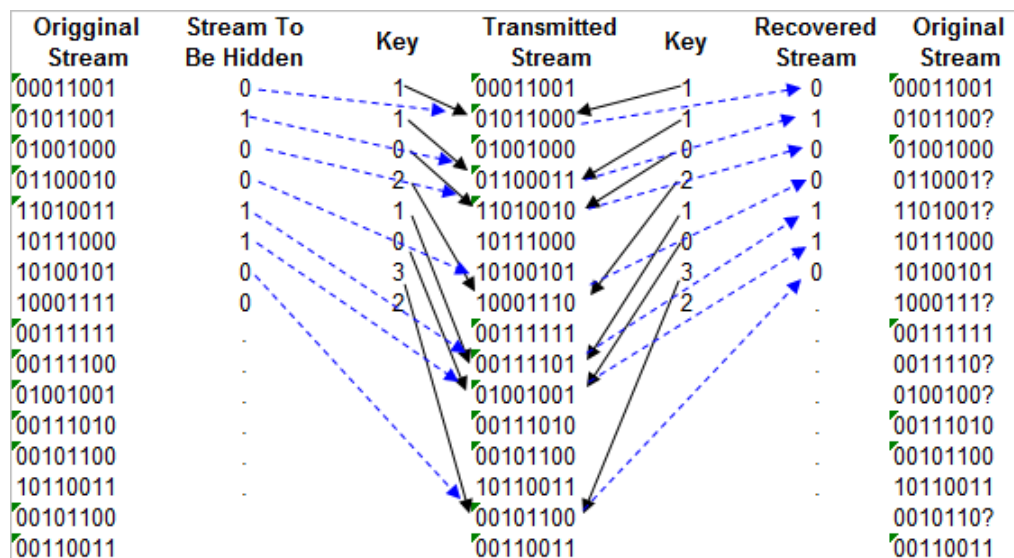 Origginal Stream To Key Transmitted Key Recovered Original
Stream Be Hidden Stream Stream Stream
00011001 0 1 00011001 1 0 00011001
01011001 1 1 01011000 1 1 0101100?
01001000 0 0 01001000 0 0 01001000
01100010 0 2 01100011 2 0 0110001?
11010011 1 1 11010010 1 1 1101001?
10111000 1 0 10111000 0 1 10111000
10100101 0 3 10100101 3 0 10100101
10001111 0 2 10001110 2 . 1000111?
00111111 . 00111111 . 00111111
00111100 . 00111101 . 0011110?
01001001 . 01001001 . 0100100?
00111010 . 00111010 . 00111010
00101100 . 00101100 . 00101100
10110011 . 10110011 . 10110011
00101100 00101100 0010110?
00110011 00110011 00110011